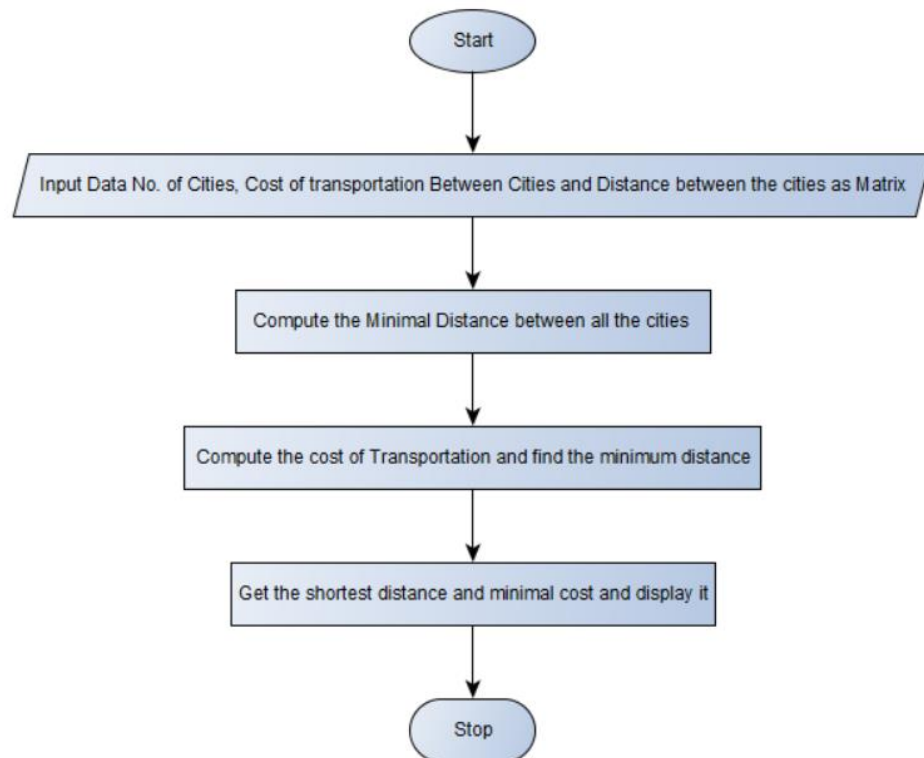 Start
Input Data No. of Cities, Cost of transportation Between Cities and Distance between the cities as Matrix
Compute the Minimal Distance between all the cities
Compute the cost of Transportation and find the minimum distance
Get the shortest distance and minimal cost and display it
Stop